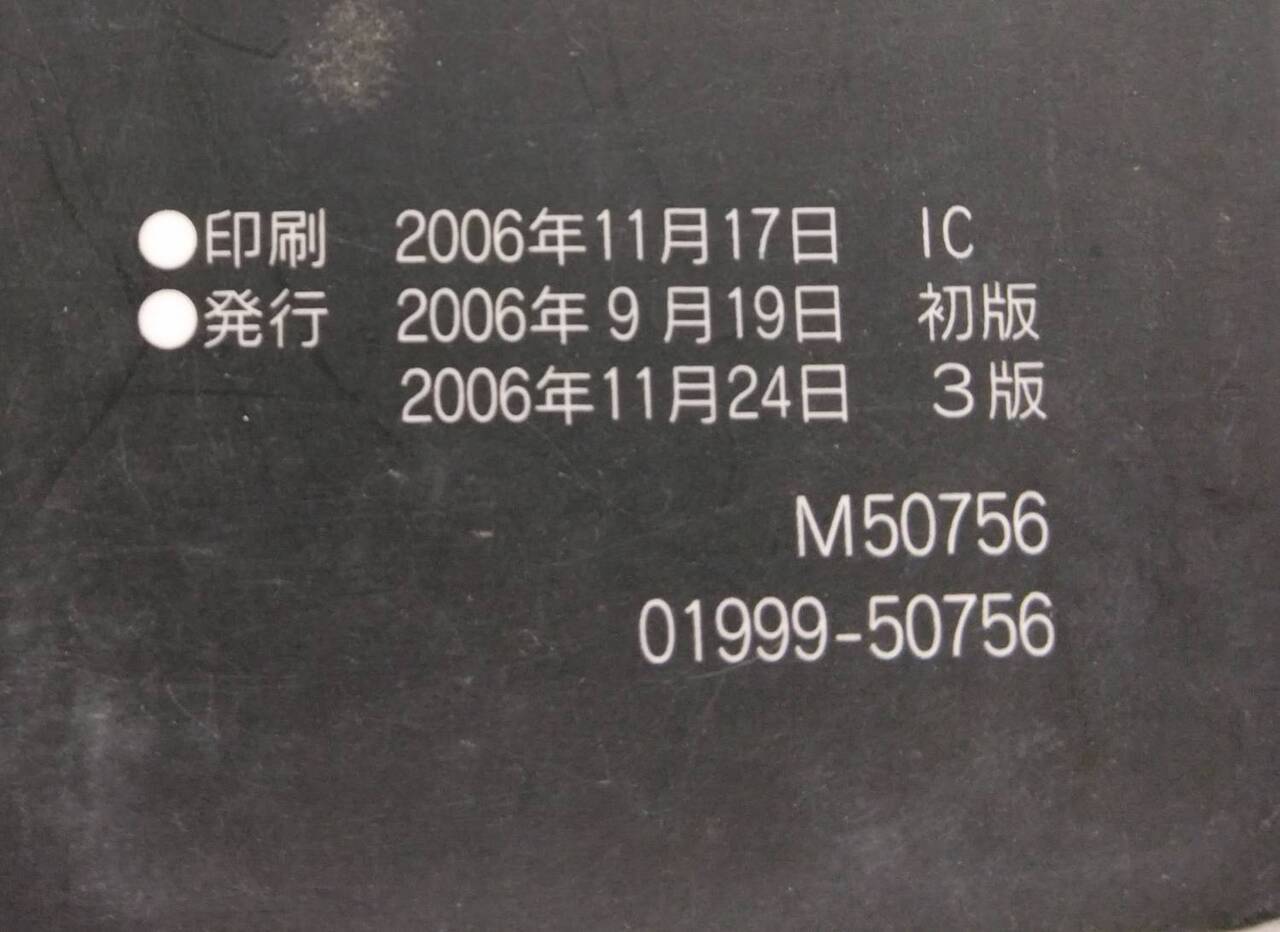 ●印刷　2006年11月17日　IC
●発行　2006年 9 月19日　初版
2006年11月24日　3版
M50756
01999-50756